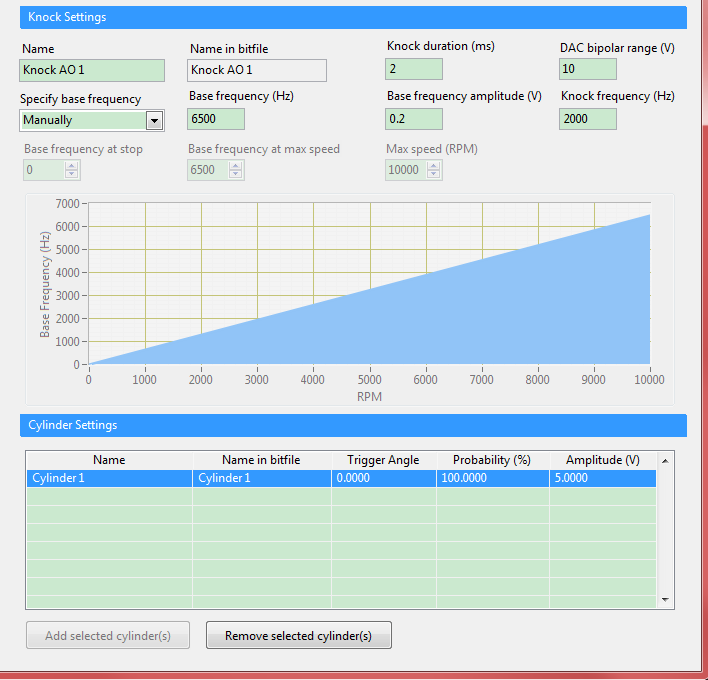 Knock Settings
Name Name in bitfile Knock duration (ms) DAC bipolar range (V)
Knock AO 1 Knock AO 1 2 10
Specify base frequency Base frequency (Hz) Base frequency amplitude (V) Knock frequency (Hz)
Manually 6500 0.2 2000
Base frequency at stop Base frequency at max speed Max speed (RPM)
0 6500 10000
7000
6000
5000
4000
3000
2000
1000
0
Base Frequency (Hz)
0 1000 2000 3000 4000 5000 6000 7000 8000 9000 10000
RPM
Cylinder Settings
Name Name in bitfile Trigger Angle Probability (%) Amplitude (V)
Cylinder1 Cylinder1 0.0000 100.0000 5.0000
Add selected cylinder(s) Remove selected cylinder(s)